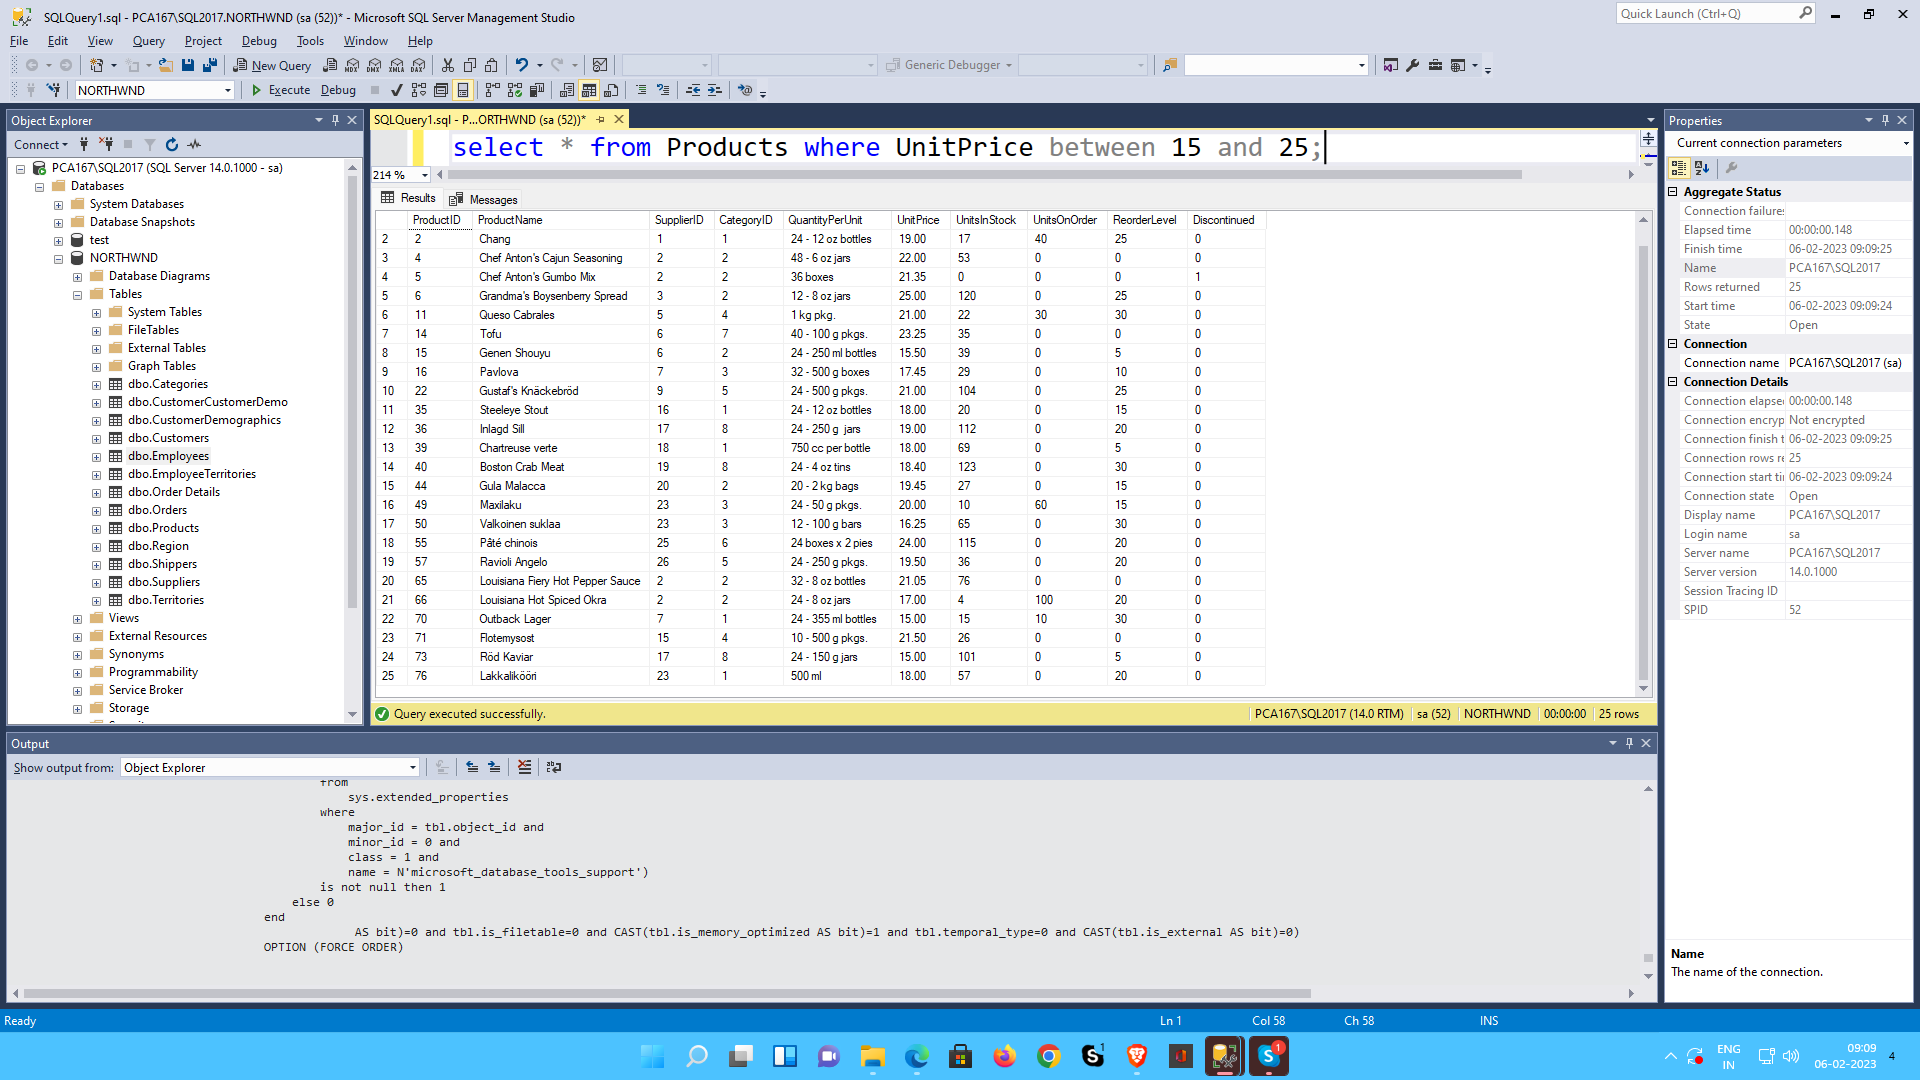 SQLQuery1.sql - PCA167\SQL2017.NORTHWND (sa (52))* - Microsoft SQL Server Management Studio
Quick Launch (Ctrl+Q)
File Edit View Query Project Debug Tools Window Help
New Query
MDX DMX XMLA DAX
Generic Debugger
NORTHWND
Execute Debug
Object Explorer
Connect
PCA167\SQL2017 (SQL Server 14.0.1000 - sa)
Databases
System Databases
Database Snapshots
test
NORTHWND
Database Diagrams
Tables
System Tables
FileTables
External Tables
Graph Tables
dbo.Categories
dbo.CustomerCustomerDemo
dbo.CustomerDemographics
dbo.Customers
dbo.Employees
dbo.EmployeeTerritories
dbo.Order Details
dbo.Orders
dbo.Products
dbo.Region
dbo.Shippers
dbo.Suppliers
dbo.Territories
Views
External Resources
Synonyms
Programmability
Service Broker
Storage
SQLQuery1.sql - P...ORTHWND (sa (52))*
select * from Products where UnitPrice between 15 and 25;
214 %
Results Messages
ProductID ProductName SupplierID CategoryID QuantityPerUnit UnitPrice UnitsInStock UnitsOnOrder ReorderLevel Discontinued
2 2 Chang 1 1 24 - 12 oz bottles 19.00 17 40 25 0
3 4 Chef Anton's Cajun Seasoning 2 2 48 - 6 oz jars 22.00 53 0 0 0
4 5 Chef Anton's Gumbo Mix 2 2 36 boxes 21.35 0 0 0 1
5 6 Grandma's Boysenberry Spread 3 2 12 - 8 oz jars 25.00 120 0 25 0
6 11 Queso Cabrales 5 4 1 kg pkg. 21.00 22 30 30 0
7 14 Tofu 6 7 40 - 100 g pkgs. 23.25 35 0 0 0
8 15 Genen Shouyu 6 2 24 - 250 ml bottles 15.50 39 0 5 0
9 16 Pavlova 7 3 32 - 500 g boxes 17.45 29 0 10 0
10 22 Gustaf's Knäckebröd 9 5 24 - 500 g pkgs. 21.00 104 0 25 0
11 35 Steeleye Stout 16 1 24 - 12 oz bottles 18.00 20 0 15 0
12 36 Inlagd Sill 17 8 24 - 250 g  jars 19.00 112 0 20 0
13 39 Chartreuse verte 18 1 750 cc per bottle 18.00 69 0 5 0
14 40 Boston Crab Meat 19 8 24 - 4 oz tins 18.40 123 0 30 0
15 44 Gula Malacca 20 2 20 - 2 kg bags 19.45 27 0 15 0
16 49 Maxilaku 23 3 24 - 50 g pkgs. 20.00 10 60 15 0
17 50 Valkoinen suklaa 23 3 12 - 100 g bars 16.25 65 0 30 0
18 55 Pâté chinois 25 6 24 boxes x 2 pies 24.00 115 0 20 0
19 57 Ravioli Angelo 26 5 24 - 250 g pkgs. 19.50 36 0 20 0
20 65 Louisiana Fiery Hot Pepper Sauce 2 2 32 - 8 oz bottles 21.05 76 0 0 0
21 66 Louisiana Hot Spiced Okra 2 2 24 - 8 oz jars 17.00 4 100 20 0
22 70 Outback Lager 7 1 24 - 355 ml bottles 15.00 15 10 30 0
23 71 Flotemysost 15 4 10 - 500 g pkgs. 21.50 26 0 0 0
24 73 Röd Kaviar 17 8 24 - 150 g jars 15.00 101 0 5 0
25 76 Lakkalikööri 23 1 500 ml 18.00 57 0 20 0
Query executed successfully. PCA167\SQL2017 (14.0 RTM) sa (52) NORTHWND 00:00:00 25 rows
Properties
Current connection parameters
Aggregate Status
Connection failures
Elapsed time 00:00:00.148
Finish time 06-02-2023 09:09:25
Name PCA167\SQL2017
Rows returned 25
Start time 06-02-2023 09:09:24
State Open
Connection
Connection name PCA167\SQL2017 (sa)
Connection Details
Connection elapse 00:00:00.148
Connection encryp Not encrypted
Connection finish t 06-02-2023 09:09:25
Connection rows re 25
Connection start ti 06-02-2023 09:09:24
Connection state Open
Display name PCA167\SQL2017
Login name sa
Server name PCA167\SQL2017
Server version 14.0.1000
Session Tracing ID
SPID 52
Name
The name of the connection.
Output
Show output from: Object Explorer
from
sys.extended_properties
where
major_id = tbl.object_id and
minor_id = 0 and
class = 1 and
name = N'microsoft_database_tools_support')
is not null then 1
else 0
end
AS bit)=0 and tbl.is_filetable=0 and CAST(tbl.is_memory_optimized AS bit)=1 and tbl.temporal_type=0 and CAST(tbl.is_external AS bit)=0)
OPTION (FORCE ORDER)
Ready Ln 1 Col 58 Ch 58 INS
ENG
IN
09:09
06-02-2023
4